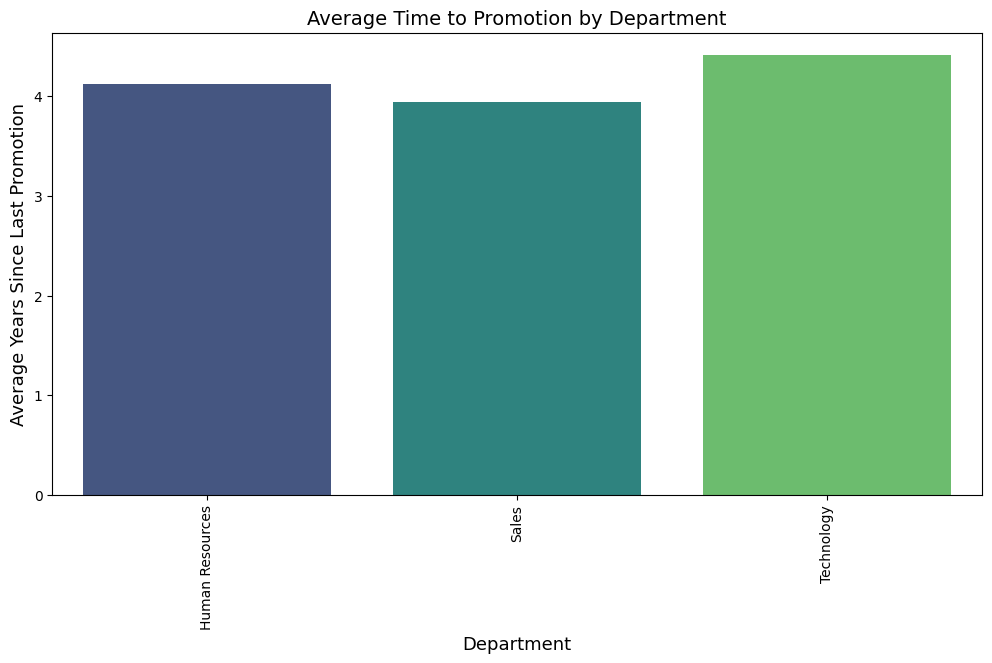 Average Time to Promotion by Department
Average Years Since Last Promotion
4
3
2
1
0
Human Resources
Sales
Technology
Department